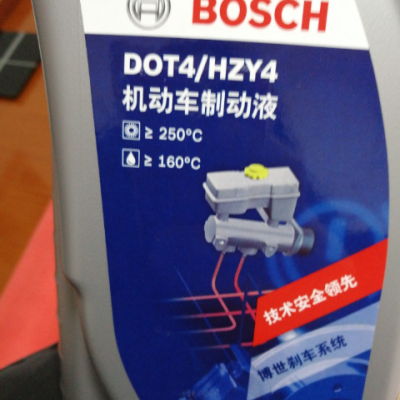 BOSCH
DOT4/HZY4
机动车制动液
≥ 250°C
≥ 160°C
技术安全领先
博世刹车系统